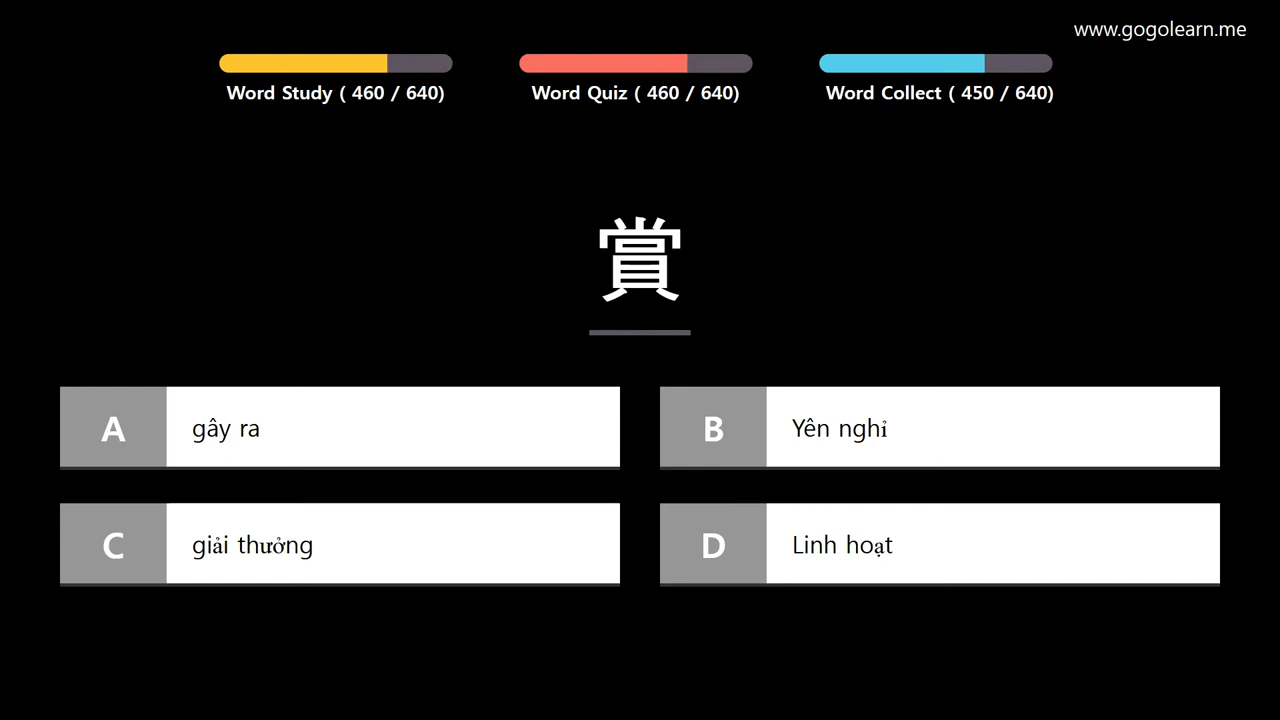 www.gogolearn.me
Word Study ( 460 / 640)
Word Quiz ( 460 / 640)
Word Collect ( 450 / 640)
賞
A gây ra
B Yên nghỉ
C giải thưởng
D Linh hoạt